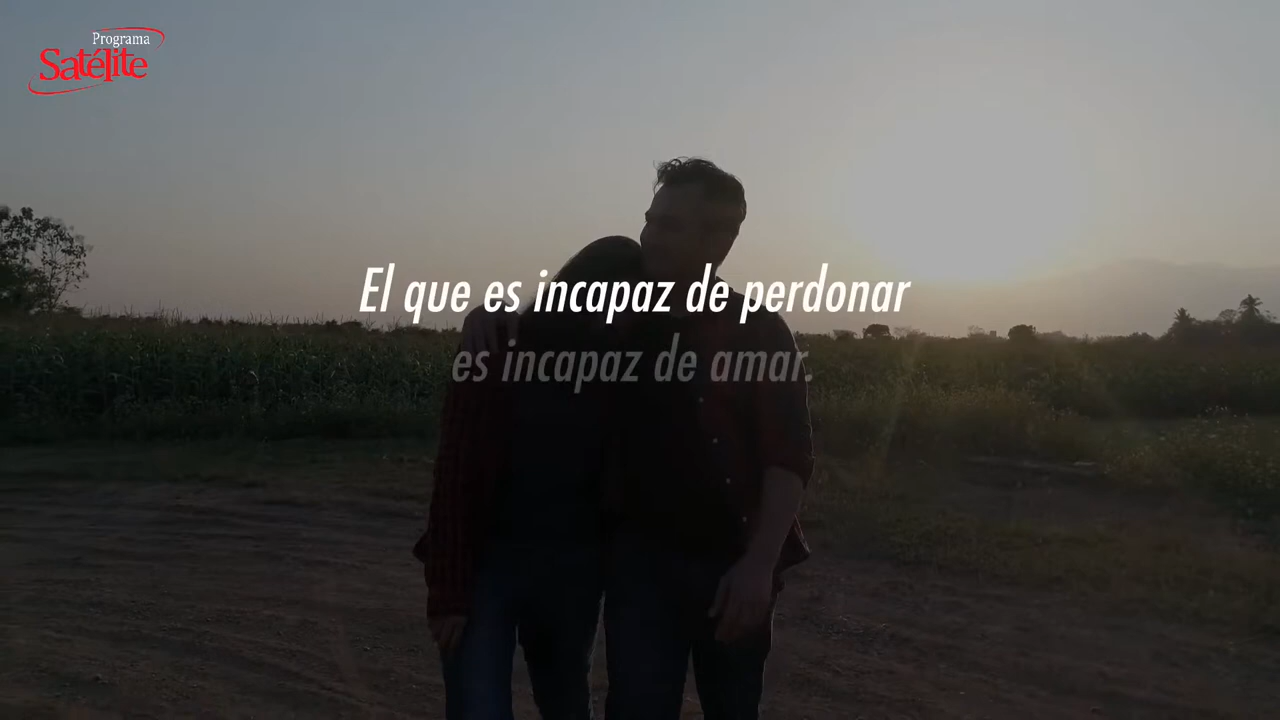 Programa
Satélite
El que es incapaz de perdonar
es incapaz de amar.